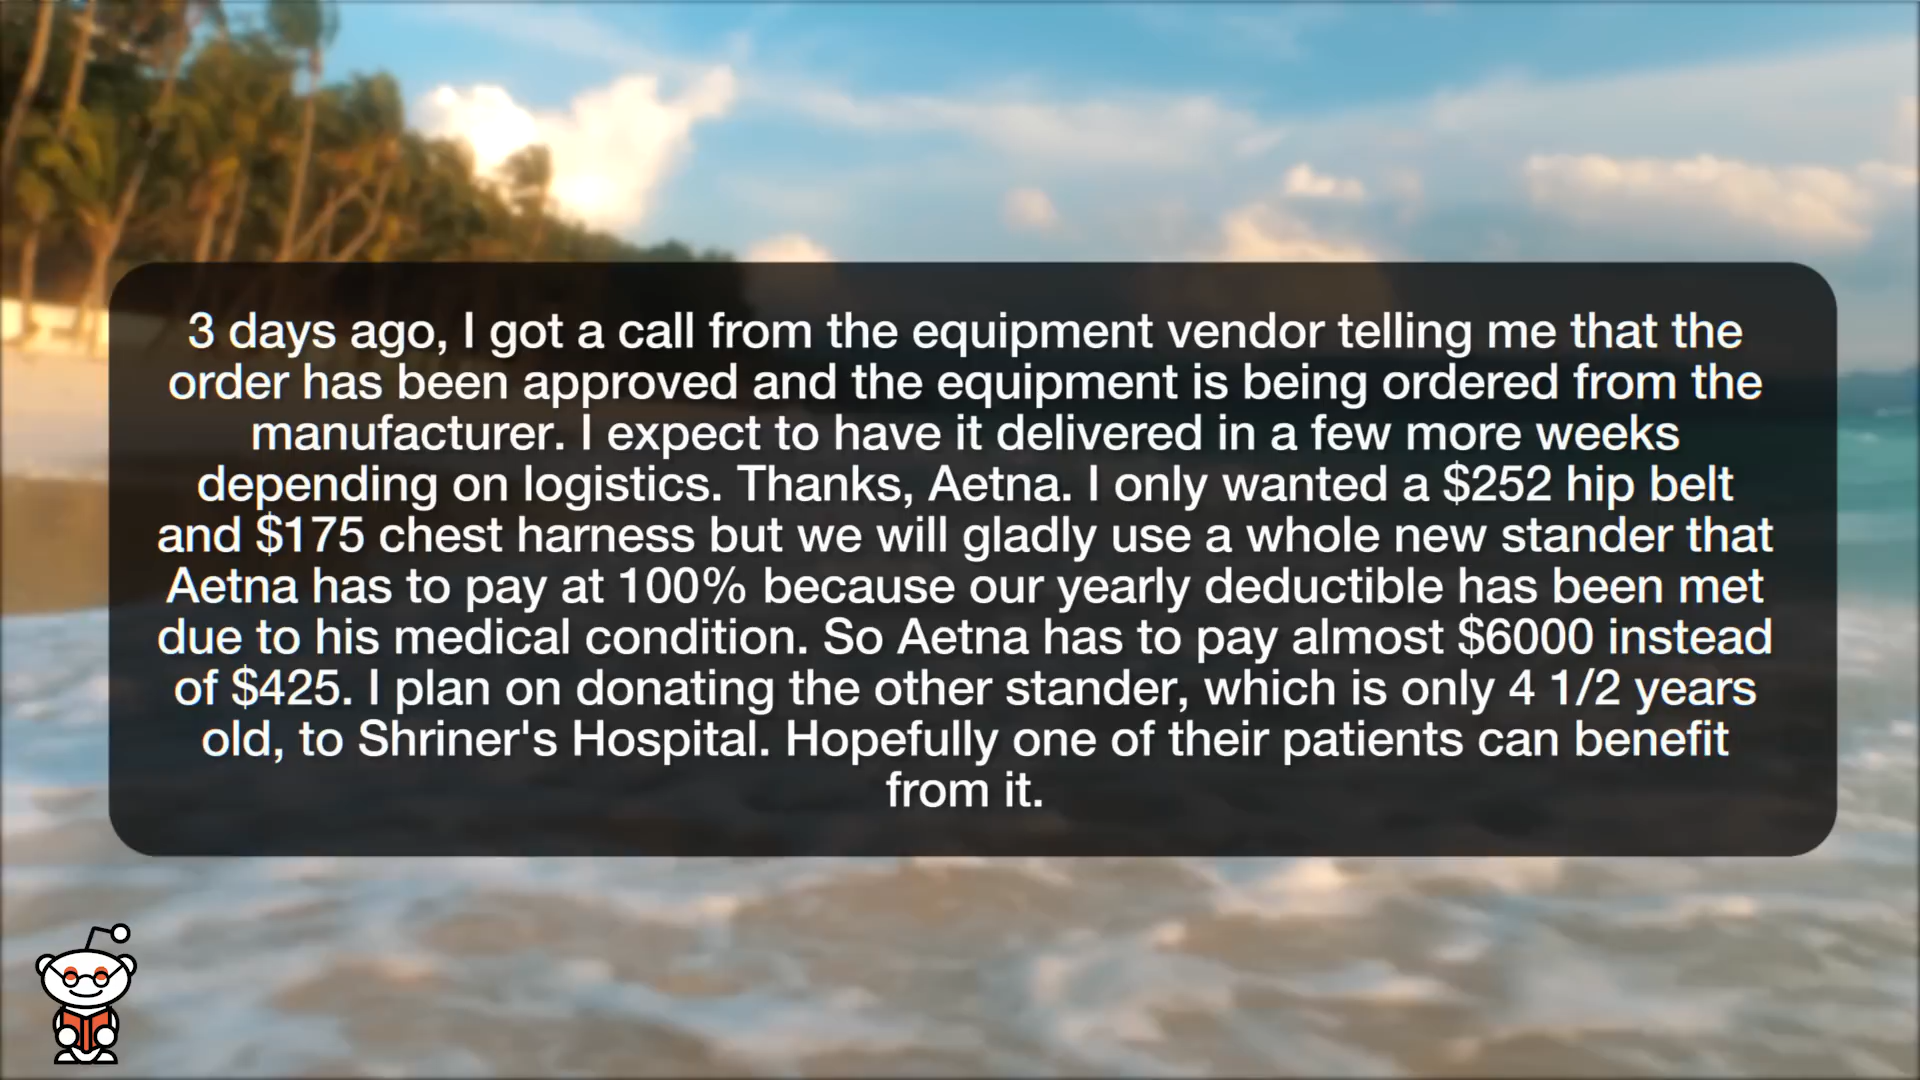 3 days ago, I got a call from the equipment vendor telling me that the
order has been approved and the equipment is being ordered from the
manufacturer. I expect to have it delivered in a few more weeks
depending on logistics. Thanks, Aetna. I only wanted a $252 hip belt
and $175 chest harness but we will gladly use a whole new stander that
Aetna has to pay at 100% because our yearly deductible has been met
due to his medical condition. So Aetna has to pay almost $6000 instead
of $425. I plan on donating the other stander, which is only 4 1/2 years
old, to Shriner's Hospital. Hopefully one of their patients can benefit
from it.